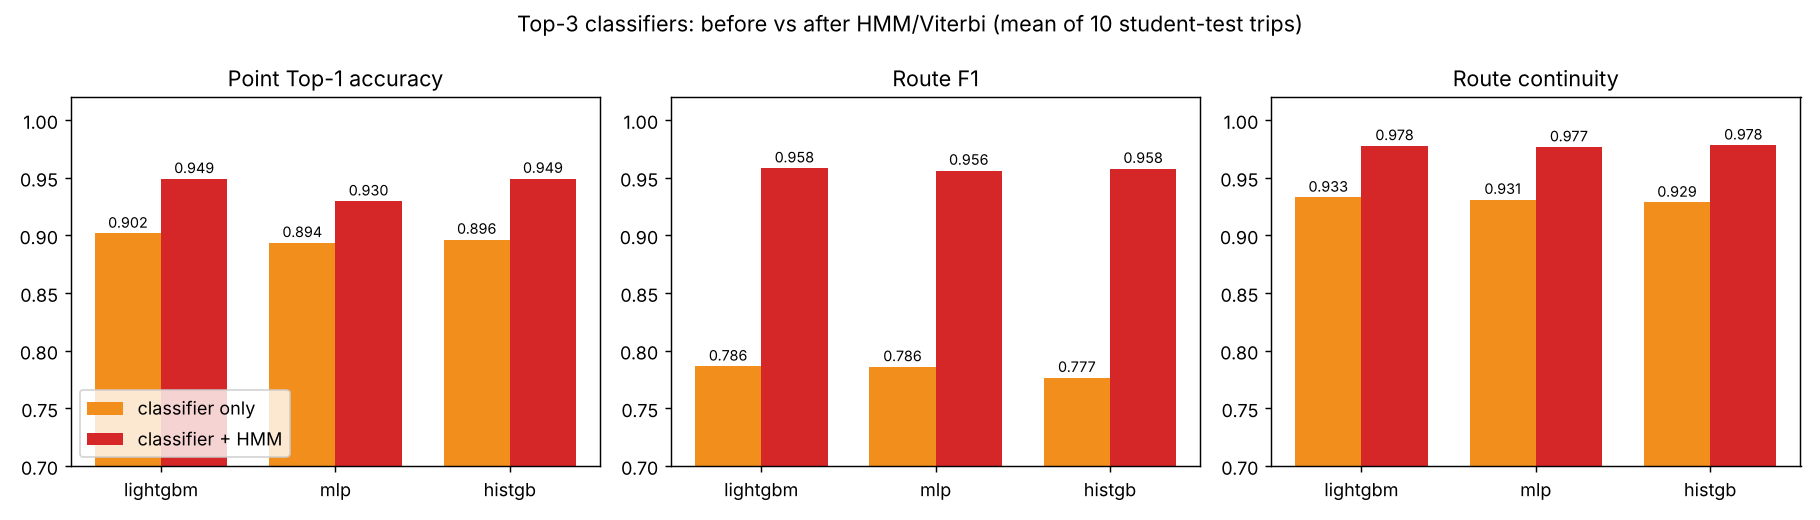 Top-3 classifiers: before vs after HMM/Viterbi (mean of 10 student-test trips)
Point Top-1 accuracy
1.00
0.95
0.90
0.85
0.80
0.75
0.70
0.902
0.949
0.894
0.930
0.896
0.949
classifier only
classifier + HMM
lightgbm
mlp
histgb
Route F1
1.00
0.95
0.90
0.85
0.80
0.75
0.70
0.786
0.958
0.786
0.956
0.777
0.958
lightgbm
mlp
histgb
Route continuity
1.00
0.95
0.90
0.85
0.80
0.75
0.70
0.933
0.978
0.931
0.977
0.929
0.978
lightgbm
mlp
histgb